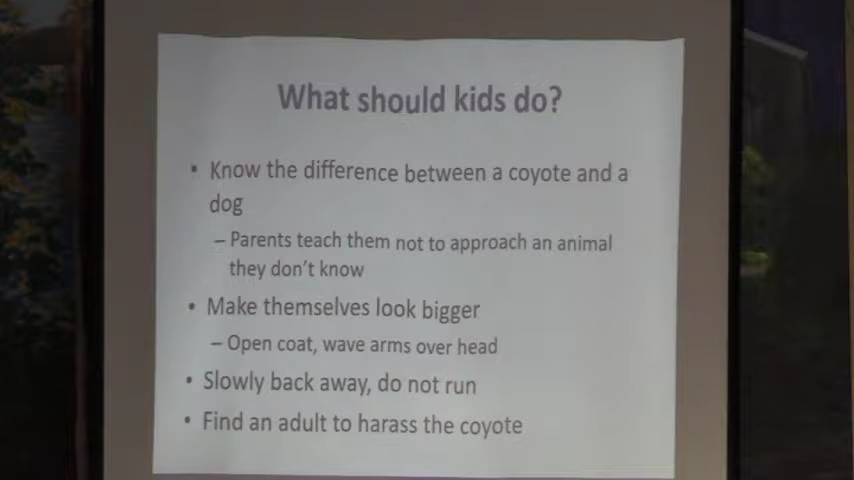 What should kids do?
• Know the difference between a coyote and a
dog
– Parents teach them not to approach an animal
they don't know
• Make themselves look bigger
– Open coat, wave arms over head
• Slowly back away, do not run
• Find an adult to harass the coyote